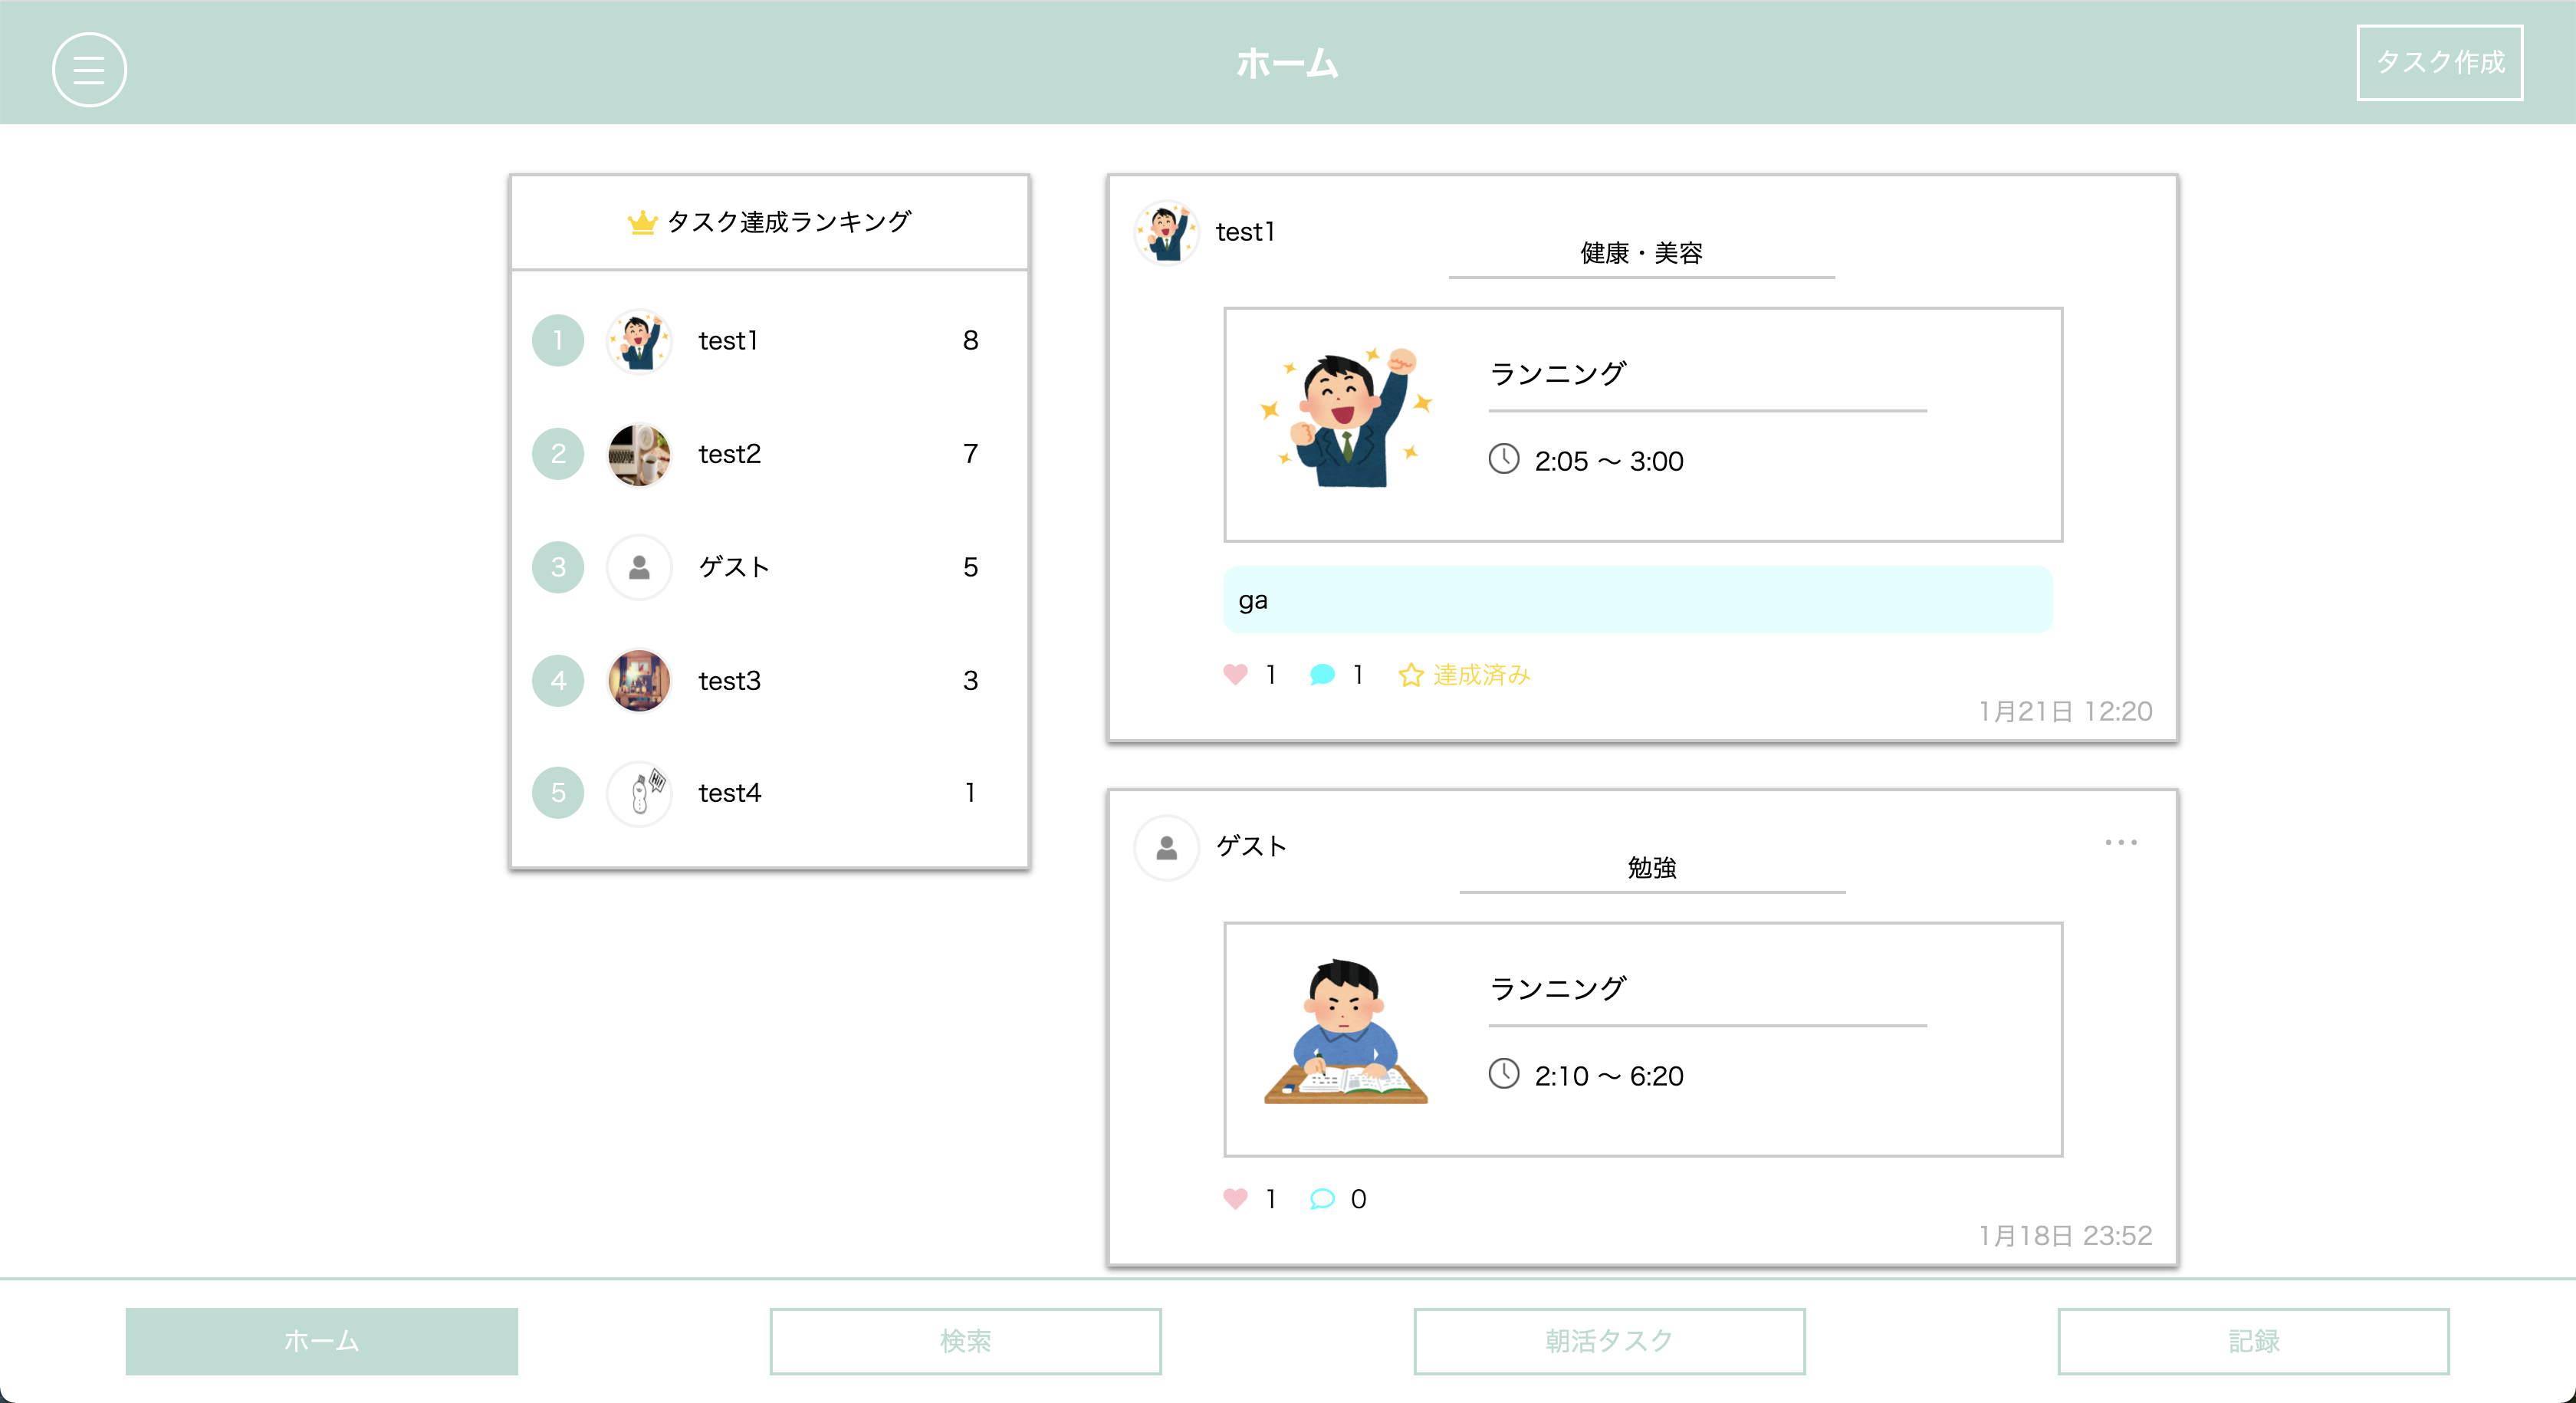 ホーム
タスク作成
タスク達成ランキング
1 test1 8
2 test2 7
3 ゲスト 5
4 test3 3
5 Hi! test4 1
test1
健康・美容
ランニング
2:05 〜 3:00
ga
1 1 達成済み
1月21日 12:20
ゲスト
勉強
ランニング
2:10 〜 6:20
1 0
1月18日 23:52
ホーム
検索
朝活タスク
記録